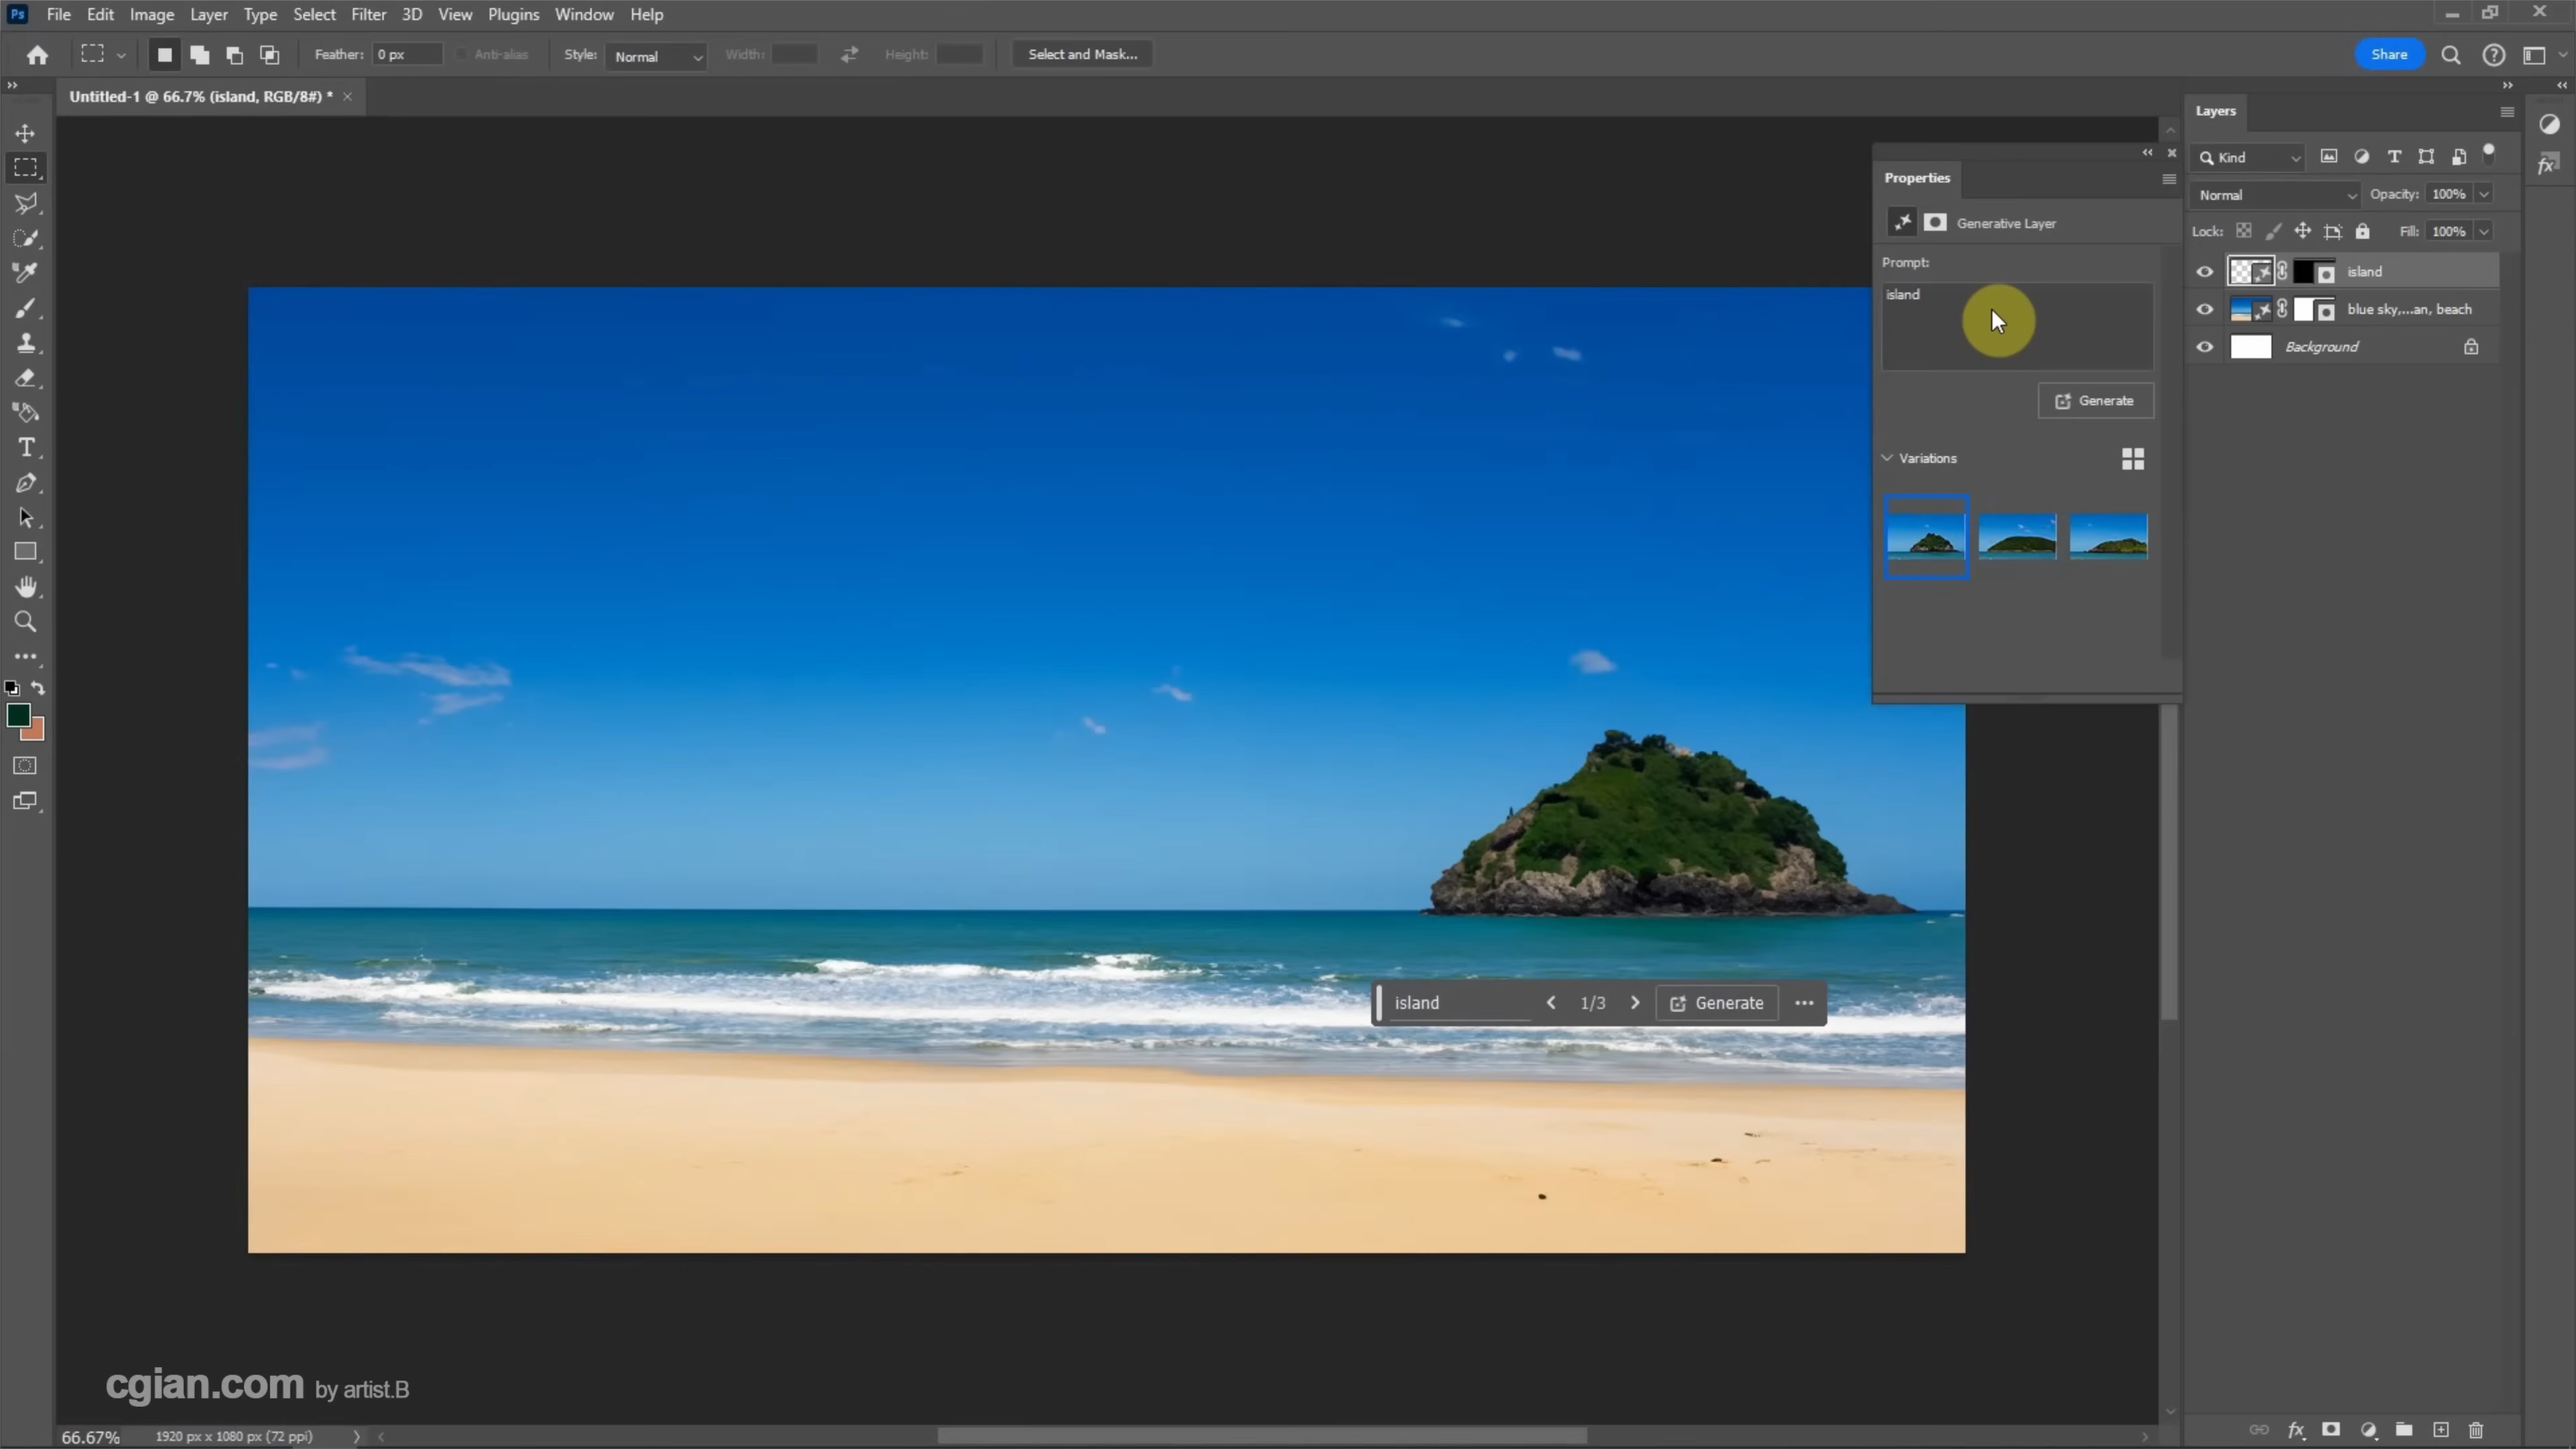 Ps File Edit Image Layer Type Select Filter 3D View Plugins Window Help
Feather: 0 px Anti-alias Style: Normal Width: Height: Select and Mask... Share
Untitled-1 @ 66.7% (island, RGB/8#) *
Layers
Kind
Normal Opacity: 100%
Lock: Fill: 100%
island
blue sky,...an, beach
Background
Properties
Generative Layer
Prompt:
island
Generate
Variations
island 1/3 Generate
cgian.com by artist.B
66.67% 1920 px x 1080 px (72 ppi)